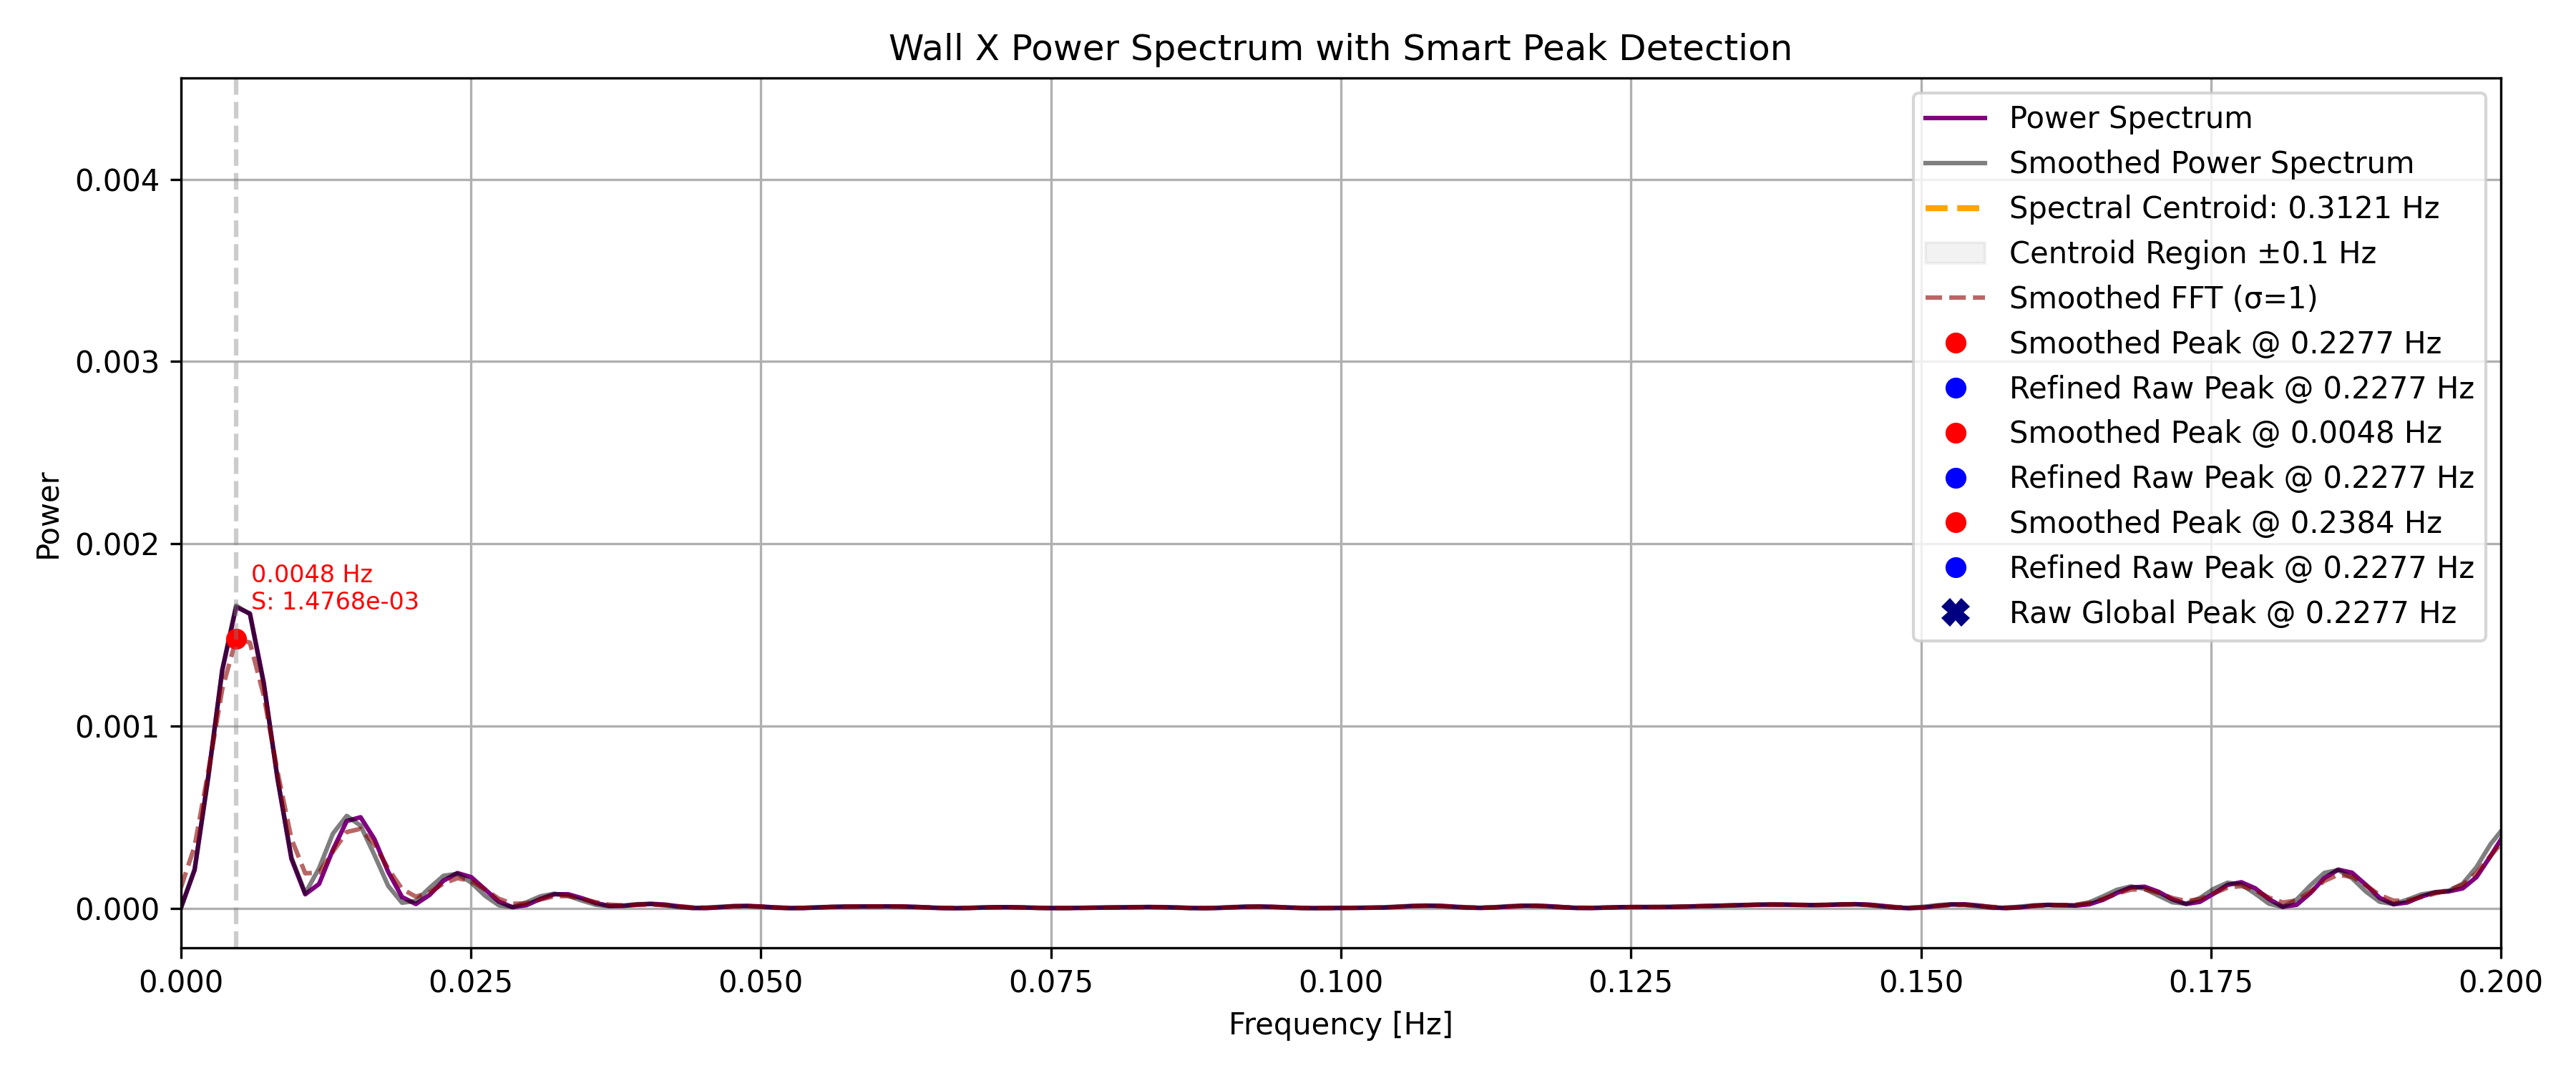 Wall X Power Spectrum with Smart Peak Detection
Power Spectrum
Smoothed Power Spectrum
Spectral Centroid: 0.3121 Hz
Centroid Region ±0.1 Hz
Smoothed FFT (σ=1)
Smoothed Peak @ 0.2277 Hz
Refined Raw Peak @ 0.2277 Hz
Smoothed Peak @ 0.0048 Hz
Refined Raw Peak @ 0.2277 Hz
Smoothed Peak @ 0.2384 Hz
Refined Raw Peak @ 0.2277 Hz
Raw Global Peak @ 0.2277 Hz
0.004
0.003
0.002
0.001
0.000
Power
0.0048 Hz
S: 1.4768e-03
0.000 0.025 0.050 0.075 0.100 0.125 0.150 0.175 0.200
Frequency [Hz]